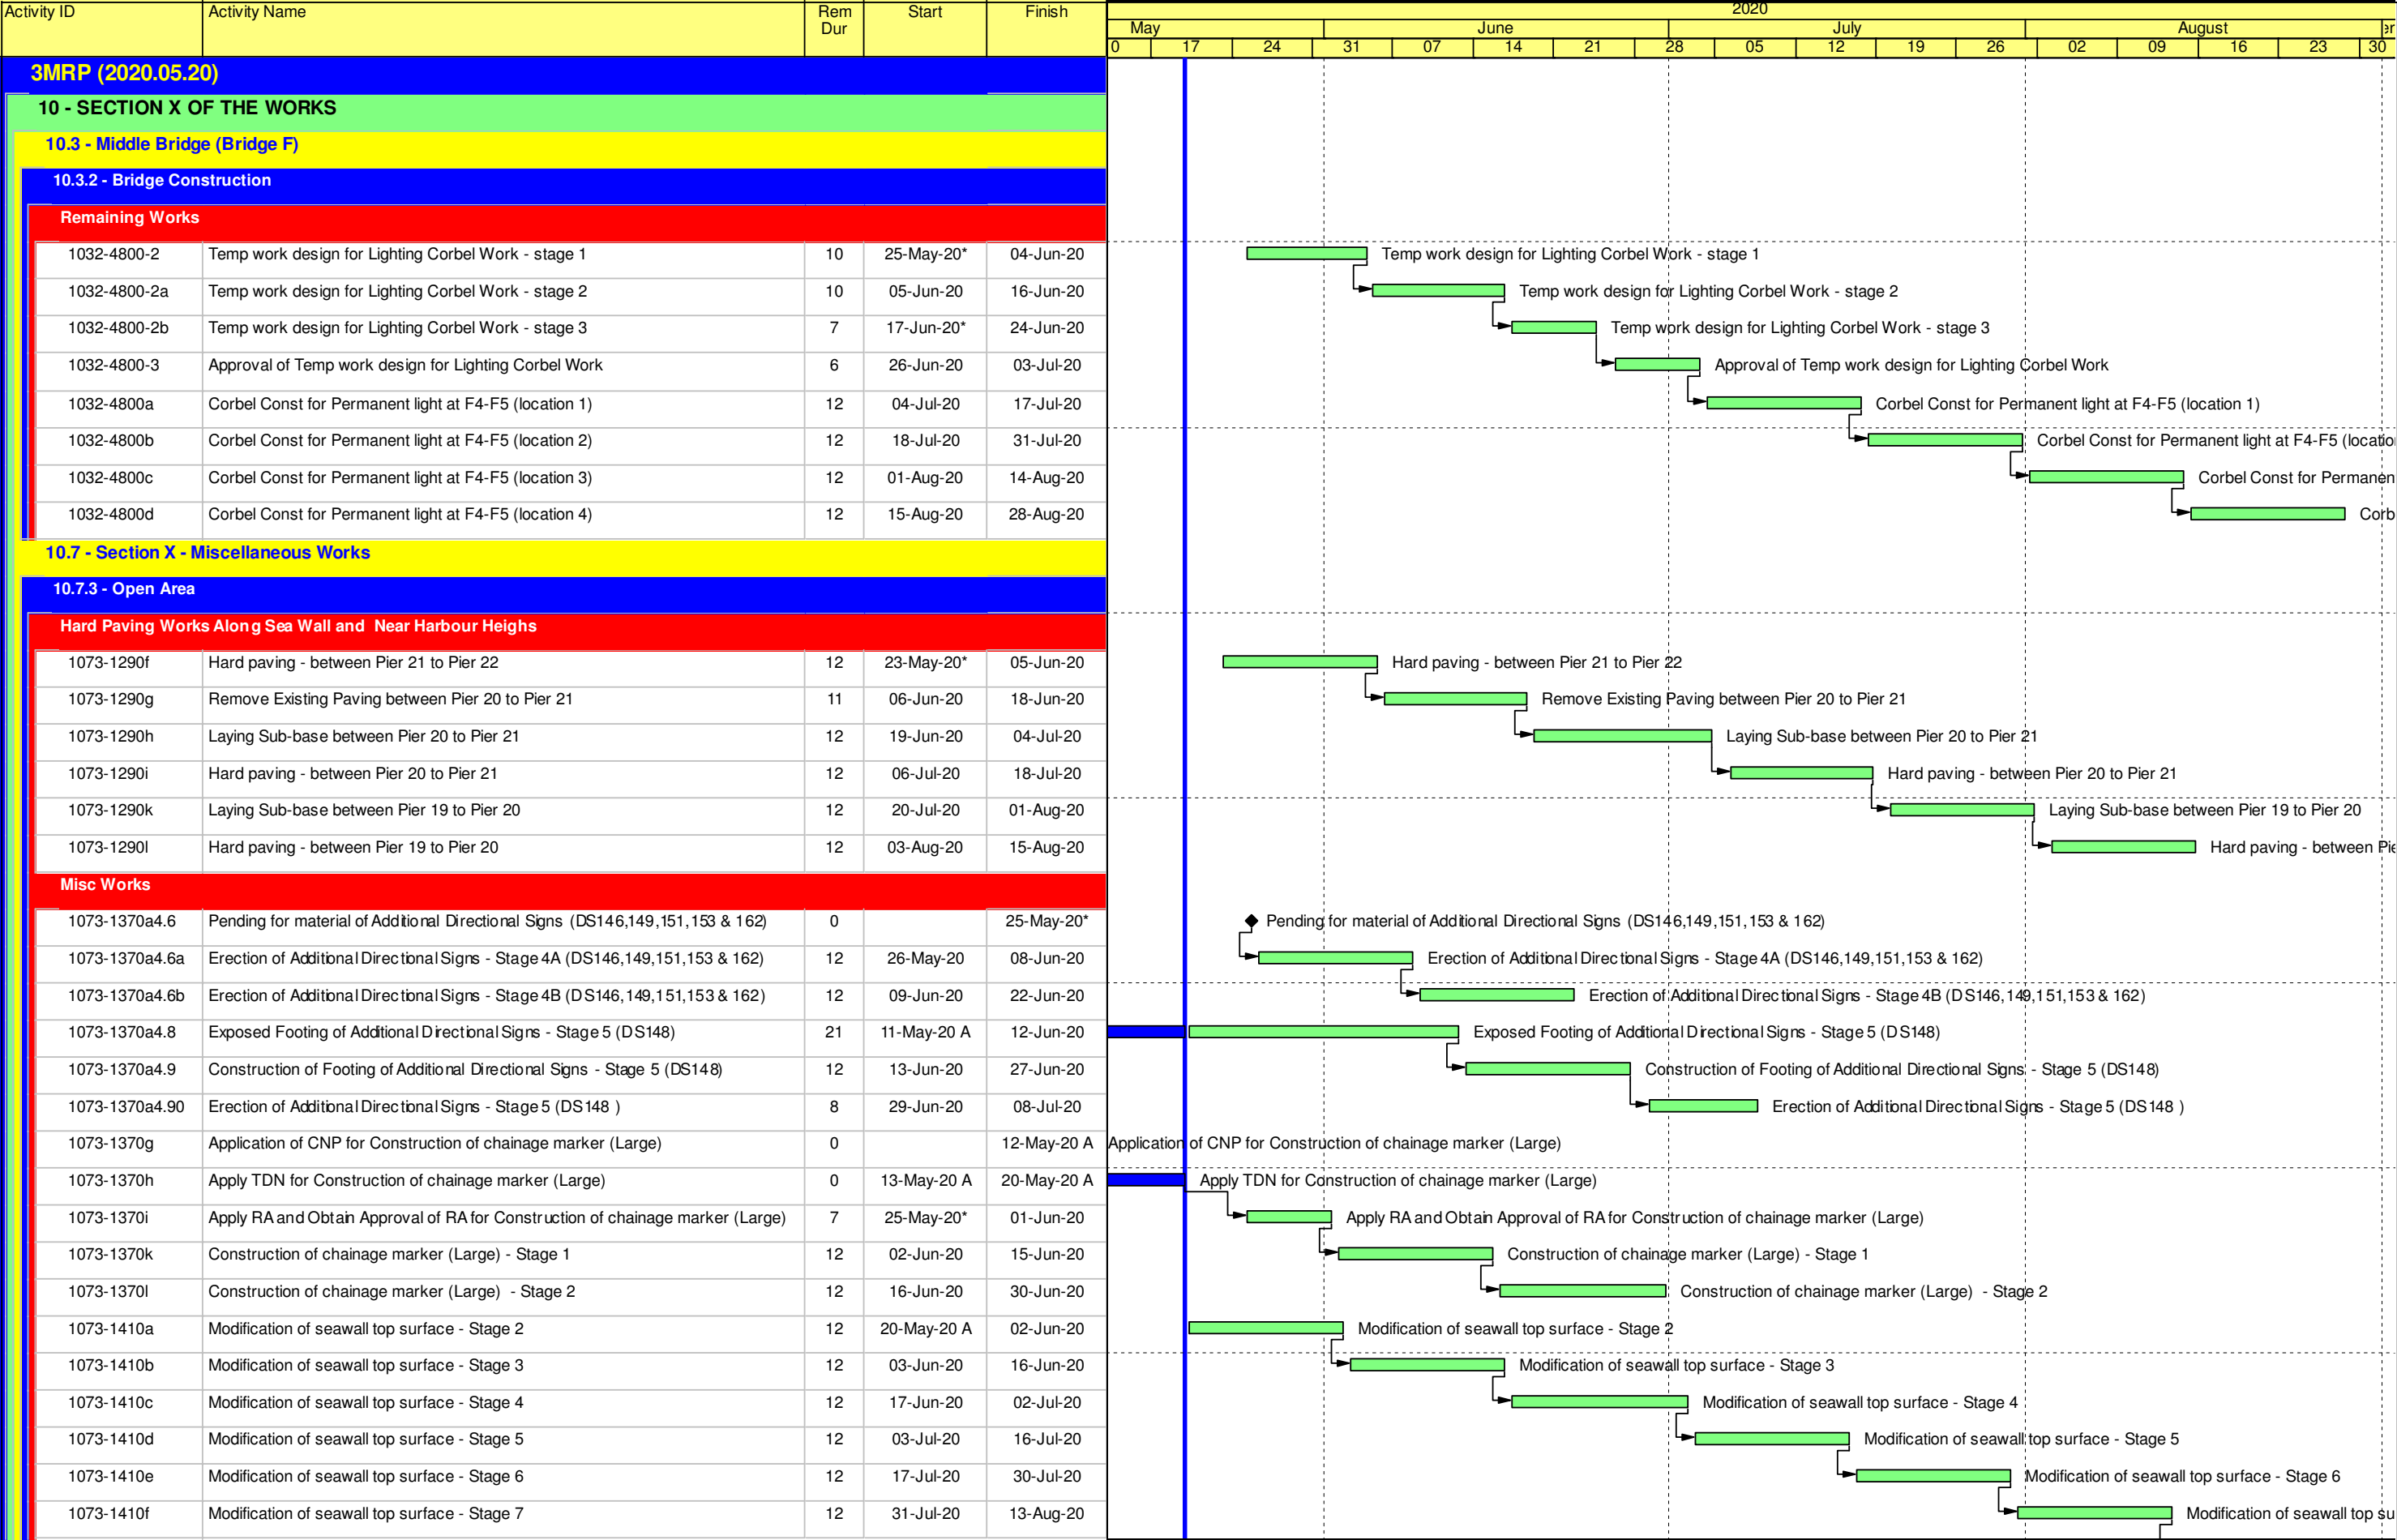 Activity ID Activity Name Rem Dur Start Finish 2020
May June July August
0 17 24 31 07 14 21 28 05 12 19 26 02 09 16 23 30
3MRP (2020.05.20)
10 - SECTION X OF THE WORKS
10.3 - Middle Bridge (Bridge F)
10.3.2 - Bridge Construction
Remaining Works
1032-4800-2 Temp work design for Lighting Corbel Work - stage 1 10 25-May-20* 04-Jun-20 Temp work design for Lighting Corbel Work - stage 1
1032-4800-2a Temp work design for Lighting Corbel Work - stage 2 10 05-Jun-20 16-Jun-20 Temp work design for Lighting Corbel Work - stage 2
1032-4800-2b Temp work design for Lighting Corbel Work - stage 3 7 17-Jun-20* 24-Jun-20 Temp work design for Lighting Corbel Work - stage 3
1032-4800-3 Approval of Temp work design for Lighting Corbel Work 6 26-Jun-20 03-Jul-20 Approval of Temp work design for Lighting Corbel Work
1032-4800a Corbel Const for Permanent light at F4-F5 (location 1) 12 04-Jul-20 17-Jul-20 Corbel Const for Permanent light at F4-F5 (location 1)
1032-4800b Corbel Const for Permanent light at F4-F5 (location 2) 12 18-Jul-20 31-Jul-20 Corbel Const for Permanent light at F4-F5 (locatio
1032-4800c Corbel Const for Permanent light at F4-F5 (location 3) 12 01-Aug-20 14-Aug-20 Corbel Const for Permanen
1032-4800d Corbel Const for Permanent light at F4-F5 (location 4) 12 15-Aug-20 28-Aug-20 Corb
10.7 - Section X - Miscellaneous Works
10.7.3 - Open Area
Hard Paving Works Along Sea Wall and Near Harbour Heighs
1073-1290f Hard paving - between Pier 21 to Pier 22 12 23-May-20* 05-Jun-20 Hard paving - between Pier 21 to Pier 22
1073-1290g Remove Existing Paving between Pier 20 to Pier 21 11 06-Jun-20 18-Jun-20 Remove Existing Paving between Pier 20 to Pier 21
1073-1290h Laying Sub-base between Pier 20 to Pier 21 12 19-Jun-20 04-Jul-20 Laying Sub-base between Pier 20 to Pier 21
1073-1290i Hard paving - between Pier 20 to Pier 21 12 06-Jul-20 18-Jul-20 Hard paving - between Pier 20 to Pier 21
1073-1290k Laying Sub-base between Pier 19 to Pier 20 12 20-Jul-20 01-Aug-20 Laying Sub-base between Pier 19 to Pier 20
1073-1290l Hard paving - between Pier 19 to Pier 20 12 03-Aug-20 15-Aug-20 Hard paving - between Pie
Misc Works
1073-1370a4.6 Pending for material of Additional Directional Signs (DS146,149,151,153 & 162) 0 25-May-20* Pending for material of Additional Directional Signs (DS146,149,151,153 & 162)
1073-1370a4.6a Erection of Additional Directional Signs - Stage 4A (DS146,149,151,153 & 162) 12 26-May-20 08-Jun-20 Erection of Additional Directional Signs - Stage 4A (DS146,149,151,153 & 162)
1073-1370a4.6b Erection of Additional Directional Signs - Stage 4B (DS146,149,151,153 & 162) 12 09-Jun-20 22-Jun-20 Erection of Additional Directional Signs - Stage 4B (DS146,149,151,153 & 162)
1073-1370a4.8 Exposed Footing of Additional Directional Signs - Stage 5 (DS148) 21 11-May-20 A 12-Jun-20 Exposed Footing of Additional Directional Signs - Stage 5 (DS148)
1073-1370a4.9 Construction of Footing of Additional Directional Signs - Stage 5 (DS148) 12 13-Jun-20 27-Jun-20 Construction of Footing of Additional Directional Signs - Stage 5 (DS148)
1073-1370a4.90 Erection of Additional Directional Signs - Stage 5 (DS148 ) 8 29-Jun-20 08-Jul-20 Erection of Additional Directional Signs - Stage 5 (DS148 )
1073-1370g Application of CNP for Construction of chainage marker (Large) 0 12-May-20 A Application of CNP for Construction of chainage marker (Large)
1073-1370h Apply TDN for Construction of chainage marker (Large) 0 13-May-20 A 20-May-20 A Apply TDN for Construction of chainage marker (Large)
1073-1370i Apply RA and Obtain Approval of RA for Construction of chainage marker (Large) 7 25-May-20* 01-Jun-20 Apply RA and Obtain Approval of RA for Construction of chainage marker (Large)
1073-1370k Construction of chainage marker (Large) - Stage 1 12 02-Jun-20 15-Jun-20 Construction of chainage marker (Large) - Stage 1
1073-1370l Construction of chainage marker (Large) - Stage 2 12 16-Jun-20 30-Jun-20 Construction of chainage marker (Large) - Stage 2
1073-1410a Modification of seawall top surface - Stage 2 12 20-May-20 A 02-Jun-20 Modification of seawall top surface - Stage 2
1073-1410b Modification of seawall top surface - Stage 3 12 03-Jun-20 16-Jun-20 Modification of seawall top surface - Stage 3
1073-1410c Modification of seawall top surface - Stage 4 12 17-Jun-20 02-Jul-20 Modification of seawall top surface - Stage 4
1073-1410d Modification of seawall top surface - Stage 5 12 03-Jul-20 16-Jul-20 Modification of seawall top surface - Stage 5
1073-1410e Modification of seawall top surface - Stage 6 12 17-Jul-20 30-Jul-20 Modification of seawall top surface - Stage 6
1073-1410f Modification of seawall top surface - Stage 7 12 31-Jul-20 13-Aug-20 Modification of seawall top su